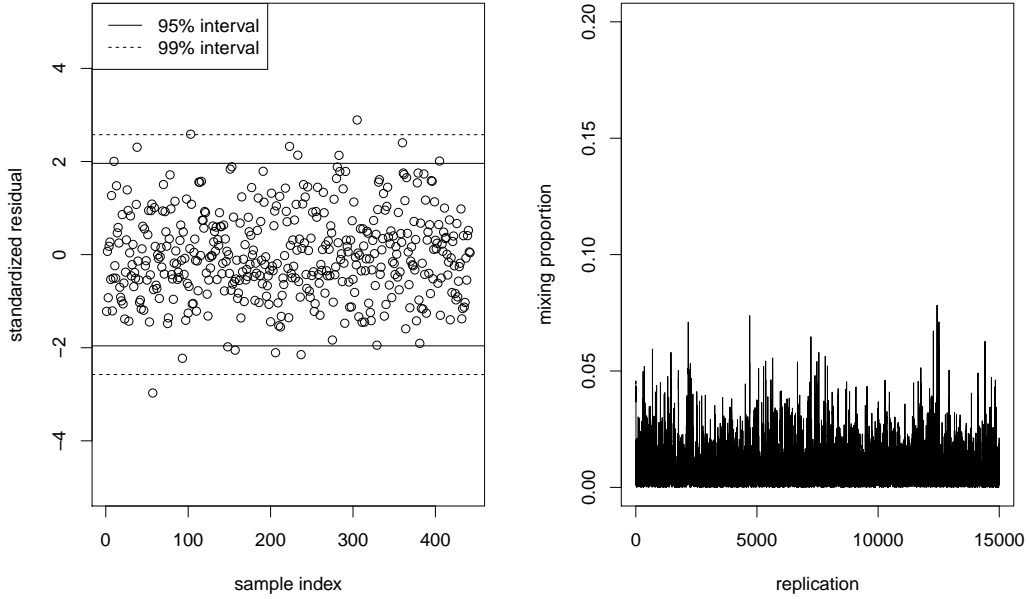 95% interval
99% interval
standardized residual
4
2
0
−2
−4
0 100 200 300 400
sample index
mixing proportion
0.20
0.15
0.10
0.05
0.00
0 5000 10000 15000
replication